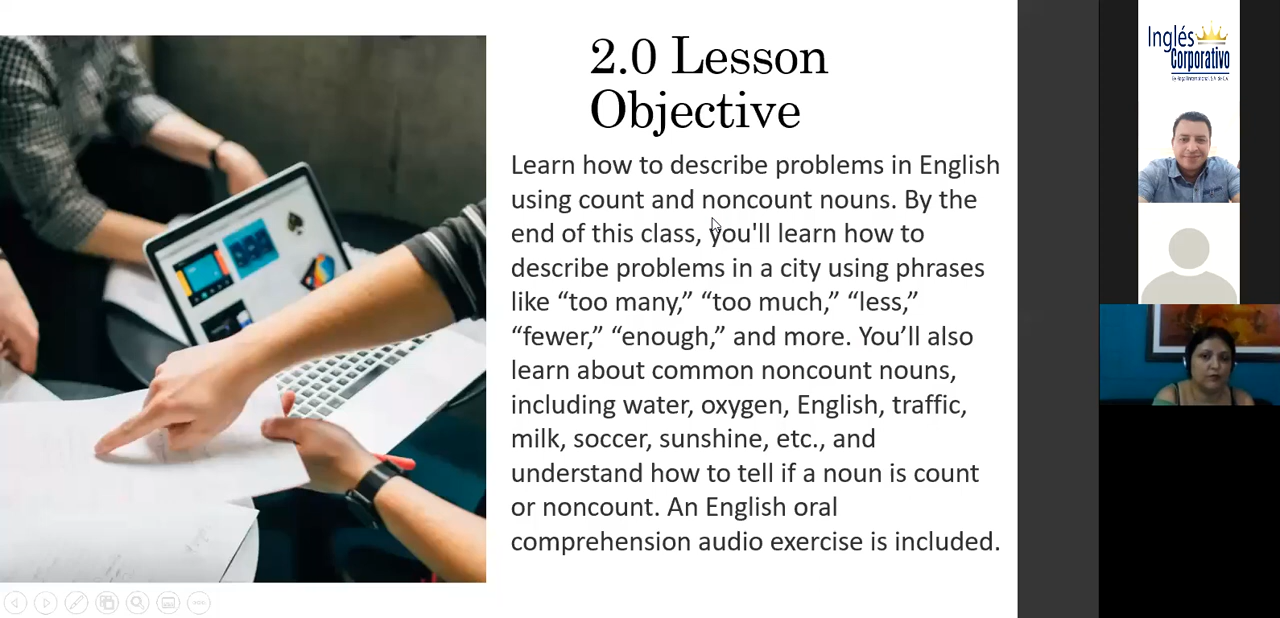 2.0 Lesson
Objective
Learn how to describe problems in English
using count and noncount nouns. By the
end of this class, you'll learn how to
describe problems in a city using phrases
like “too many,” “too much,” “less,”
“fewer,” “enough,” and more. You’ll also
learn about common noncount nouns,
including water, oxygen, English, traffic,
milk, soccer, sunshine, etc., and
understand how to tell if a noun is count
or noncount. An English oral
comprehension audio exercise is included.
Inglés
Corporativo